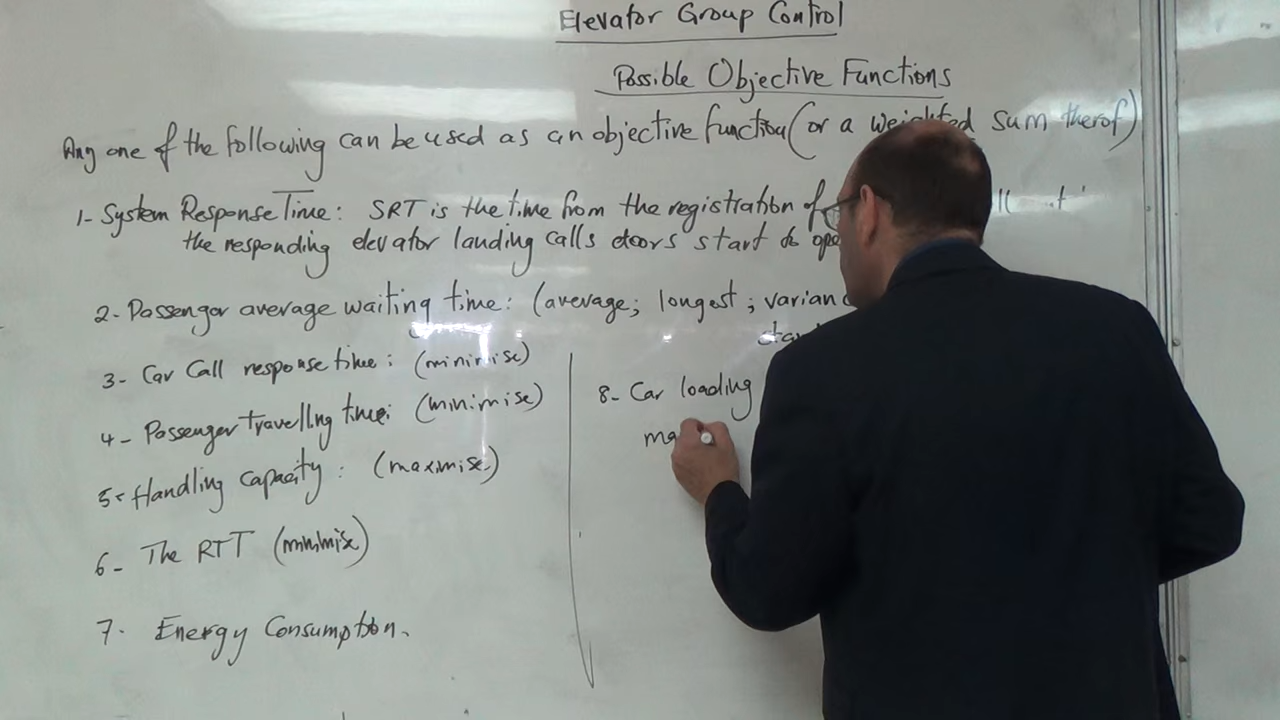 Elevator Group Control
Possible Objective Functions
Any one of the following can be used as an objective function (or a weighted sum therof)
1- System Response Time: SRT is the time from the registration of
the responding elevator landing calls doors start to
2- Passenger average waiting time: (average; longest;
3- Car Call response time: (minimise)
4- Passenger travelling time: (minimise)
5- Handling capacity: (maximise)
6- The RTT (minimise)
7. Energy Consumption.
8- Car loading